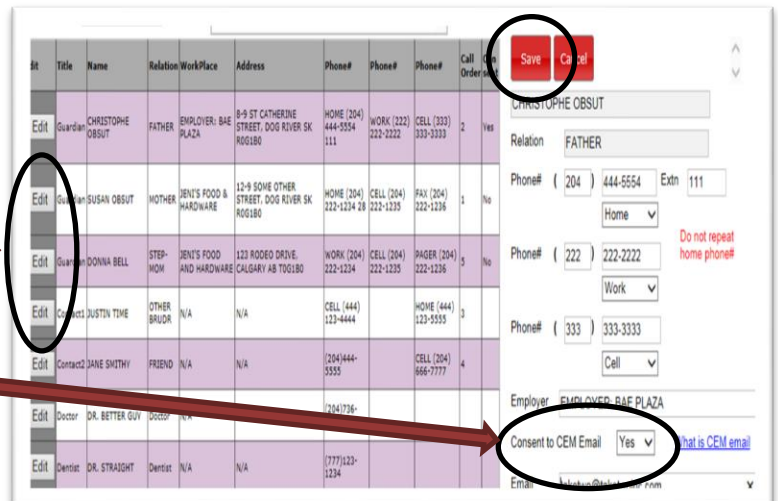 dit Title Name Relation WorkPlace Address Phone# Phone# Phone# Call Order
Edit Guardian CHRISTOPHE OBSUT FATHER EMPLOYER: BAE PLAZA 8-9 ST CATHERINE STREET, DOG RIVER SK R0G1B0 HOME (204) 444-5554 111 WORK (222) 222-2222 CELL (333) 333-3333 2 Yes
Edit Guardian SUSAN OBSUT MOTHER JENI'S FOOD & HARDWARE 12-9 SOME OTHER STREET, DOG RIVER SK R0G1B0 HOME (204) 222-1234 28 CELL (204) 222-1235 FAX (204) 222-1236 1 No
Edit Guardian DONNA BELL STEP-MOM JENI'S FOOD AND HARDWARE 123 RODEO DRIVE, CALGARY AB T0G1B0 WORK (204) 222-1234 CELL (204) 222-1235 PAGER (204) 222-1236 5 No
Edit Contact1 JUSTIN TIME OTHER BRUDR N/A N/A CELL (444) 123-4444 HOME (444) 123-5555 3
Edit Contact2 JANE SMITHY FRIEND N/A N/A (204)444-5555 CELL (204) 666-7777 4
Edit Doctor DR. BETTER GUY Doctor N/A (204)736-
Edit Dentist DR. STRAIGHT Dentist N/A N/A (777)123-1234
Save Cancel
CHRISTOPHE OBSUT
Relation FATHER
Phone# ( 204 ) 444-5554 Extn 111
Home
Do not repeat
home phone#
Phone# ( 222 ) 222-2222
Work
Phone# ( 333 ) 333-3333
Cell
Employer EMPLOYER: BAE PLAZA
Consent to CEM Email Yes What is CEM email
Email x